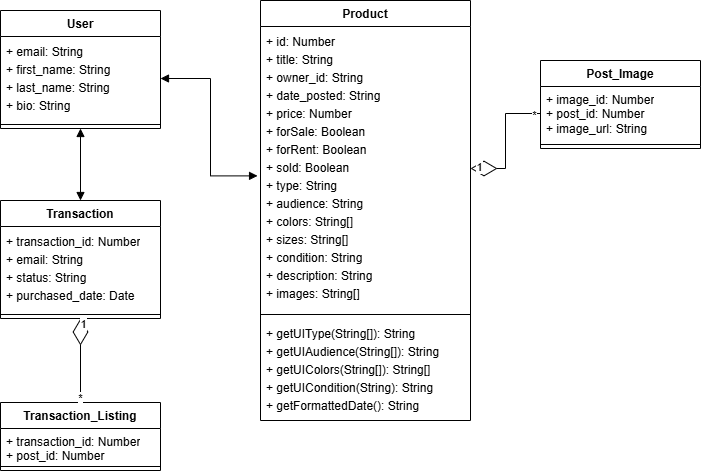 User
+ email: String
+ first_name: String
+ last_name: String
+ bio: String
Product
+ id: Number
+ title: String
+ owner_id: String
+ date_posted: String
+ price: Number
+ forSale: Boolean
+ forRent: Boolean
+ sold: Boolean
+ type: String
+ audience: String
+ colors: String[]
+ sizes: String[]
+ condition: String
+ description: String
+ images: String[]
+ getUIType(String[]): String
+ getUIAudience(String[]): String
+ getUIColors(String[]): String[]
+ getUICondition(String): String
+ getFormattedDate(): String
1
*
Post_Image
+ image_id: Number
+ post_id: Number
+ image_url: String
Transaction
+ transaction_id: Number
+ email: String
+ status: String
+ purchased_date: Date
1
*
Transaction_Listing
+ transaction_id: Number
+ post_id: Number